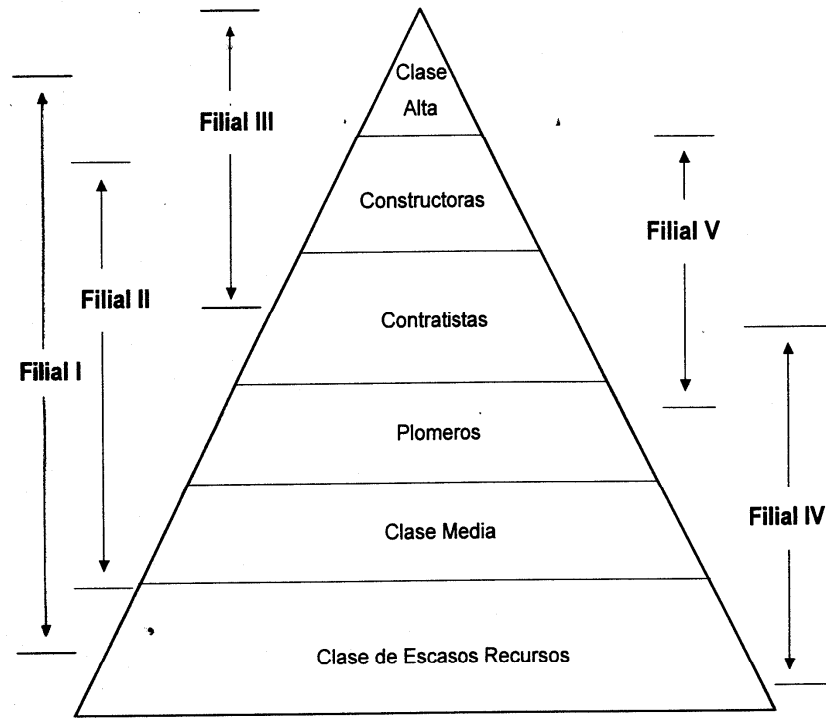 Clase
Alta
Filial III
Constructoras
Filial V
Filial II
Contratistas
Filial I
Plomeros
Filial IV
Clase Media
Clase de Escasos Recursos